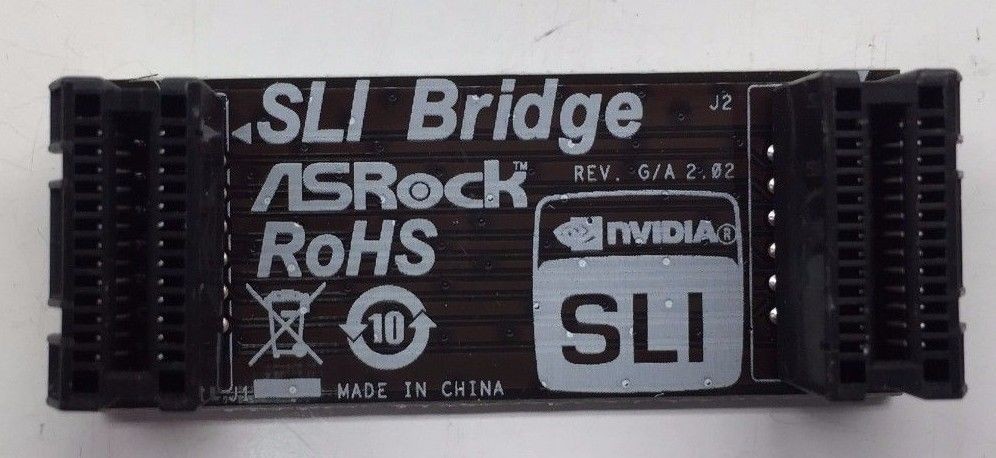 SLI Bridge
J2
ASRock™
REV. G/A 2.02
RoHS
nVIDIA®
SLI
10
J1
MADE IN CHINA